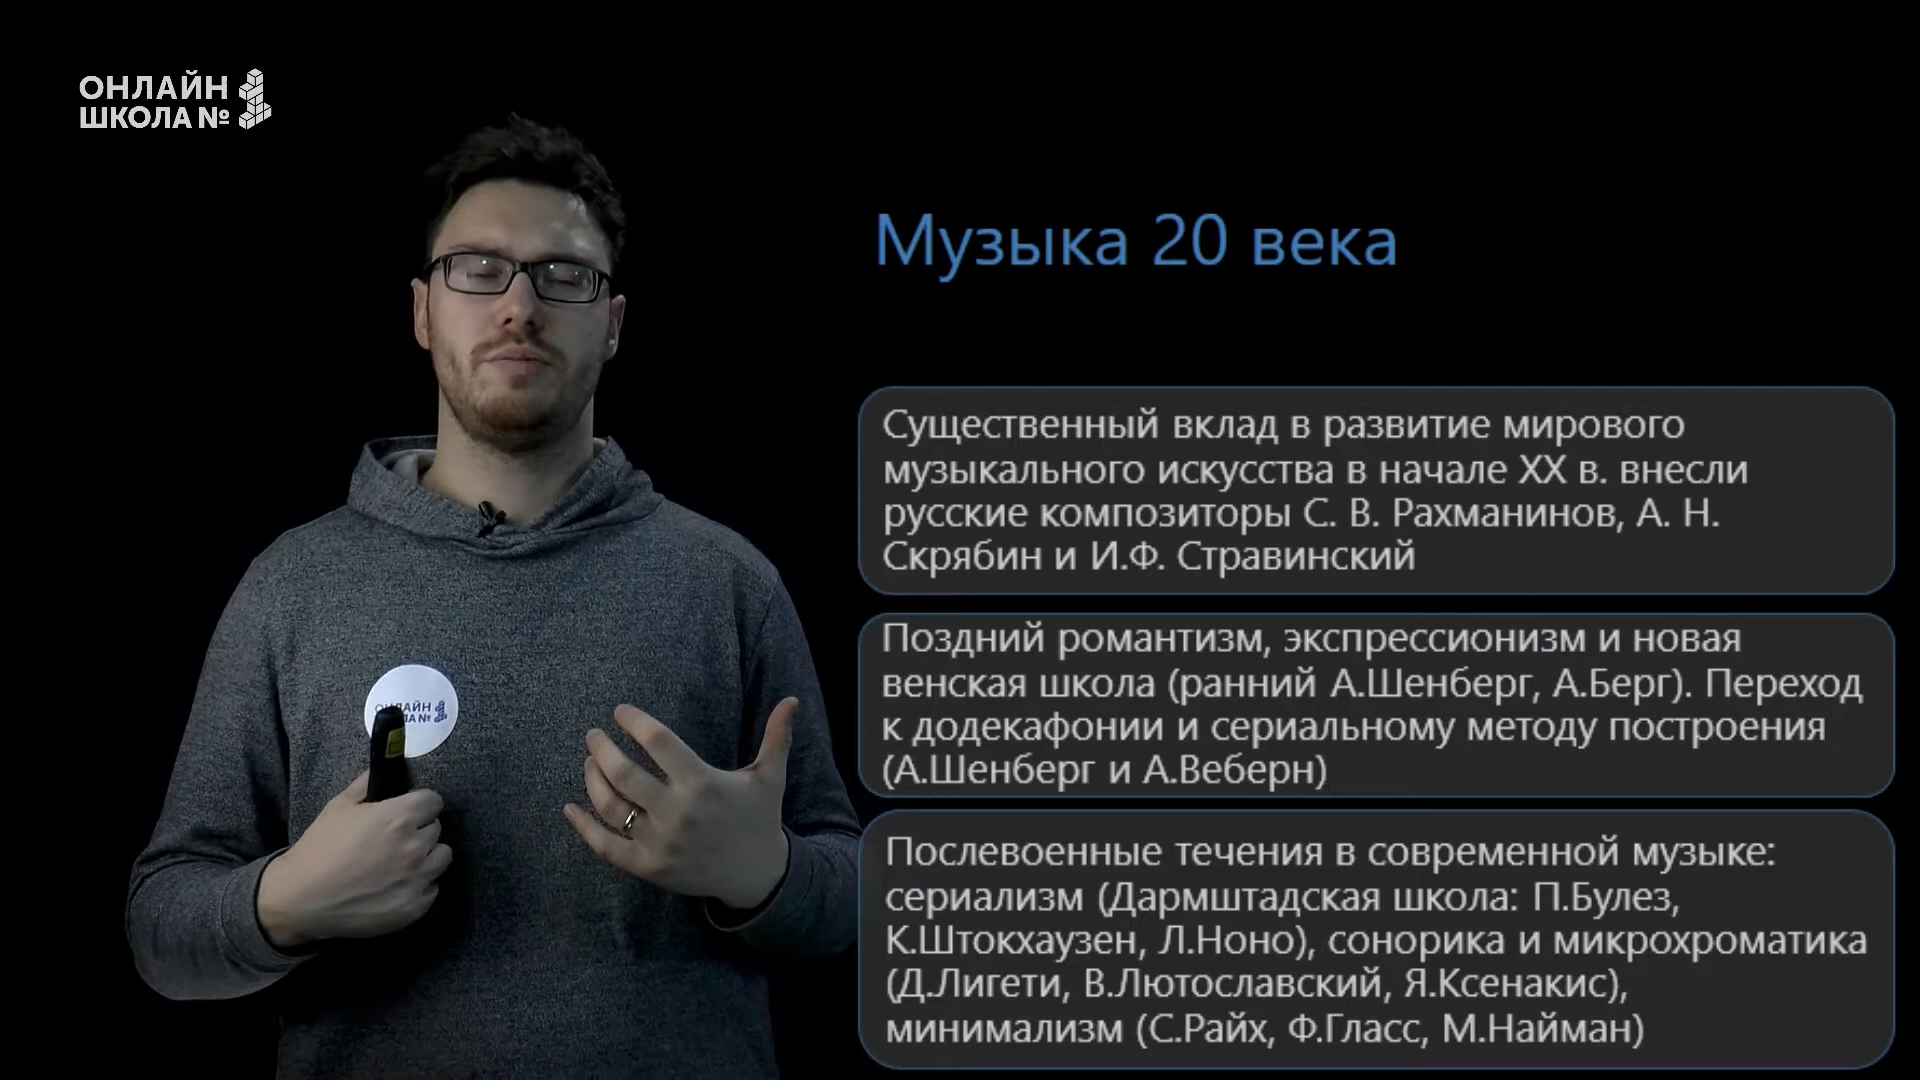 ОНЛАЙН
ШКОЛА №1
Музыка 20 века
Существенный вклад в развитие мирового
музыкального искусства в начале XX в. внесли
русские композиторы С. В. Рахманинов, А. Н.
Скрябин и И.Ф. Стравинский
Поздний романтизм, экспрессионизм и новая
венская школа (ранний А.Шенберг, А.Берг). Переход
к додекафонии и сериальному методу построения
(А.Шенберг и А.Веберн)
Послевоенные течения в современной музыке:
сериализм (Дармштадская школа: П.Булез,
К.Штокхаузен, Л.Ноно), сонорика и микрохроматика
(Д.Лигети, В.Лютославский, Я.Ксенакис),
минимализм (С.Райх, Ф.Гласс, М.Найман)